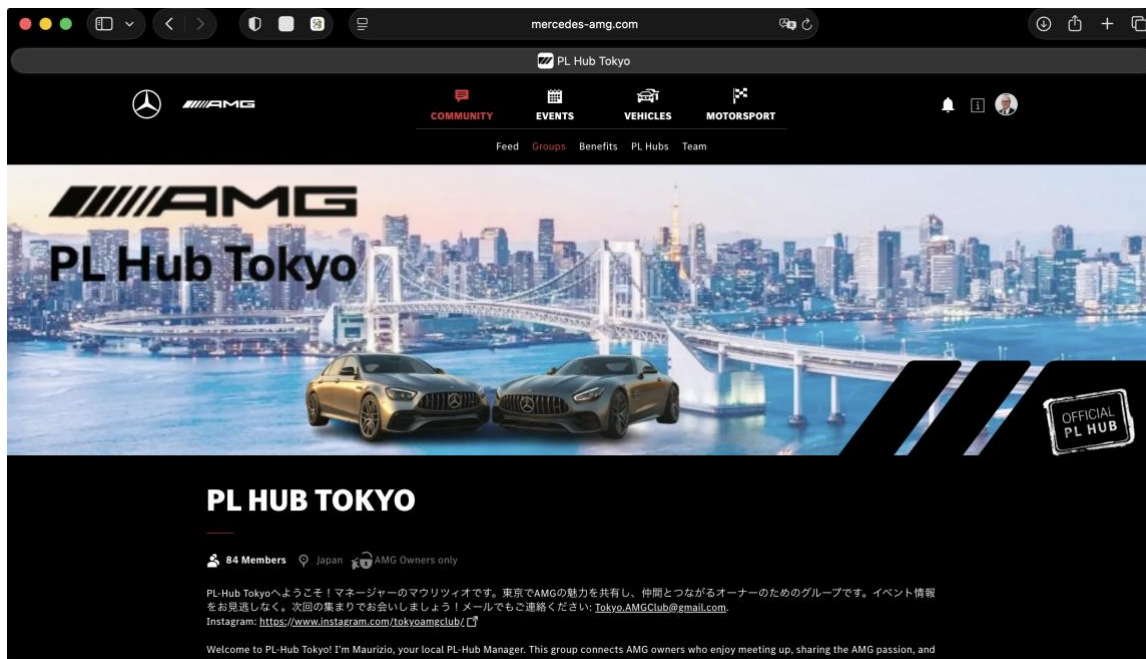 mercedes-amg.com
PL Hub Tokyo
AMG
COMMUNITY
EVENTS
VEHICLES
MOTORSPORT
Feed Groups Benefits PL Hubs Team
AMG
PL Hub Tokyo
OFFICIAL
PL HUB
PL HUB TOKYO
84 Members Japan AMG Owners only
PL-Hub Tokyoへようこそ！マネージャーのマウリツィオです。東京でAMGの魅力を共有し、仲間とつながるオーナーのためのグループです。イベント情報
をお見逃しなく。次回の集まりでお会いしましょう！メールでもご連絡ください: Tokyo.AMGClub@gmail.com.
Instagram: https://www.instagram.com/tokyoamgclub/
Welcome to PL-Hub Tokyo! I'm Maurizio, your local PL-Hub Manager. This group connects AMG owners who enjoy meeting up, sharing the AMG passion, and